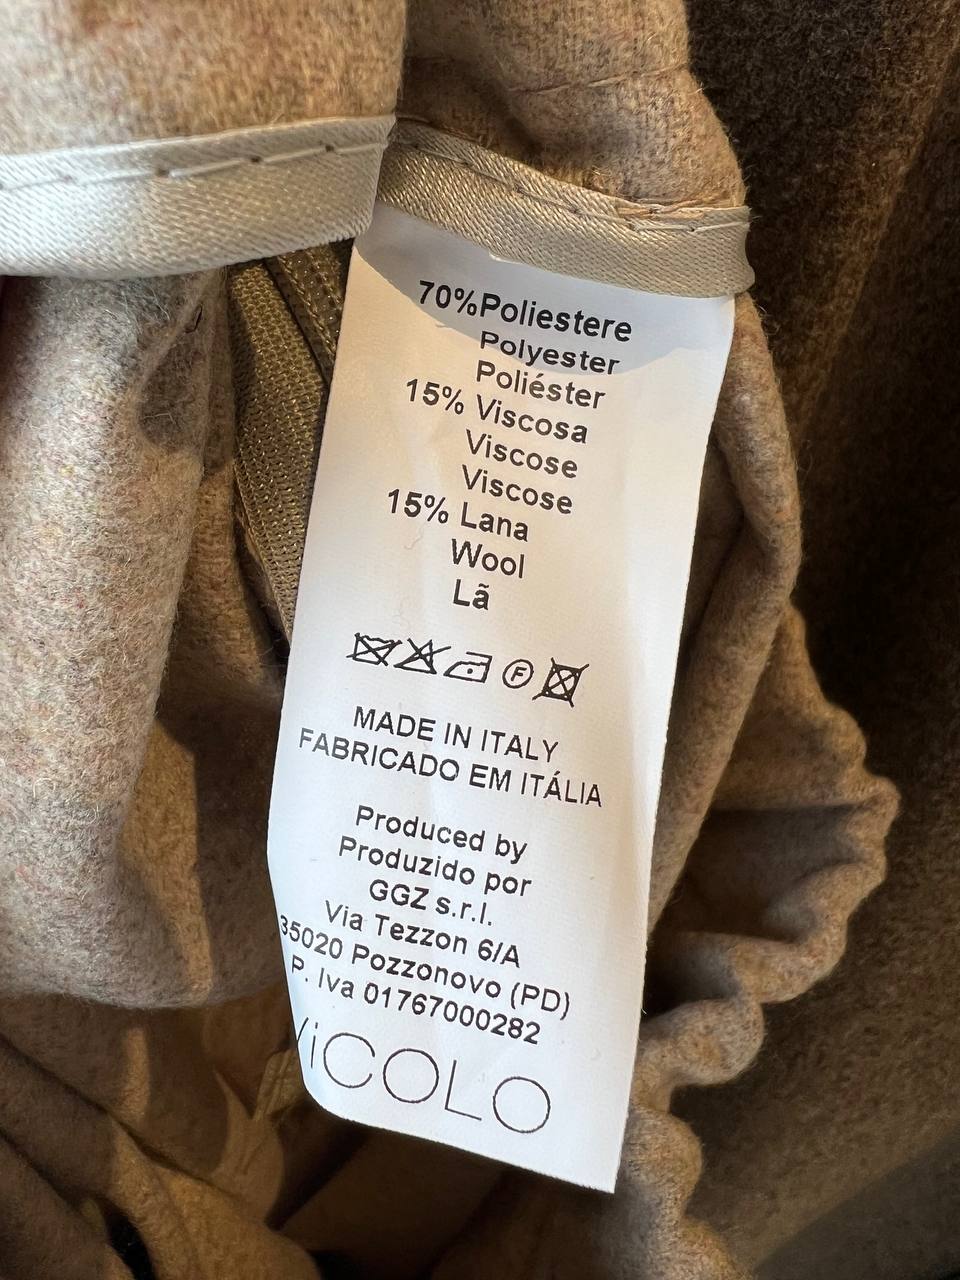 70%Poliestere
Polyester
Poliéster
15% Viscosa
Viscose
Viscose
15% Lana
Wool
Lã
F
MADE IN ITALY
FABRICADO EM ITÁLIA
Produced by
Produzido por
GGZ s.r.l.
Via Tezzon 6/A
35020 Pozzonovo (PD)
P. Iva 01767000282
ViCOLO